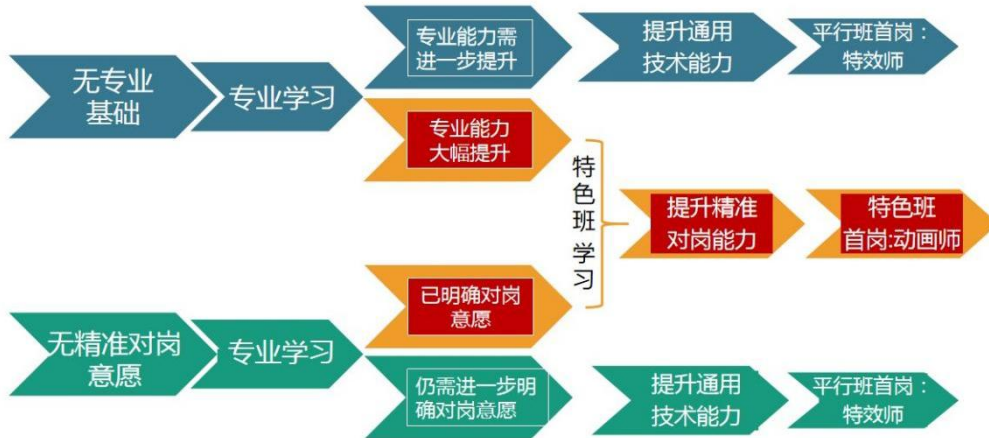 无专业
基础
专业学习
专业能力需
进一步提升
提升通用
技术能力
平行班首岗：
特效师
专业能力
大幅提升
特色班学习
提升精准
对岗能力
特色班
首岗:动画师
已明确对岗
意愿
无精准对岗
意愿
专业学习
仍需进一步明
确对岗意愿
提升通用
技术能力
平行班首岗：
特效师